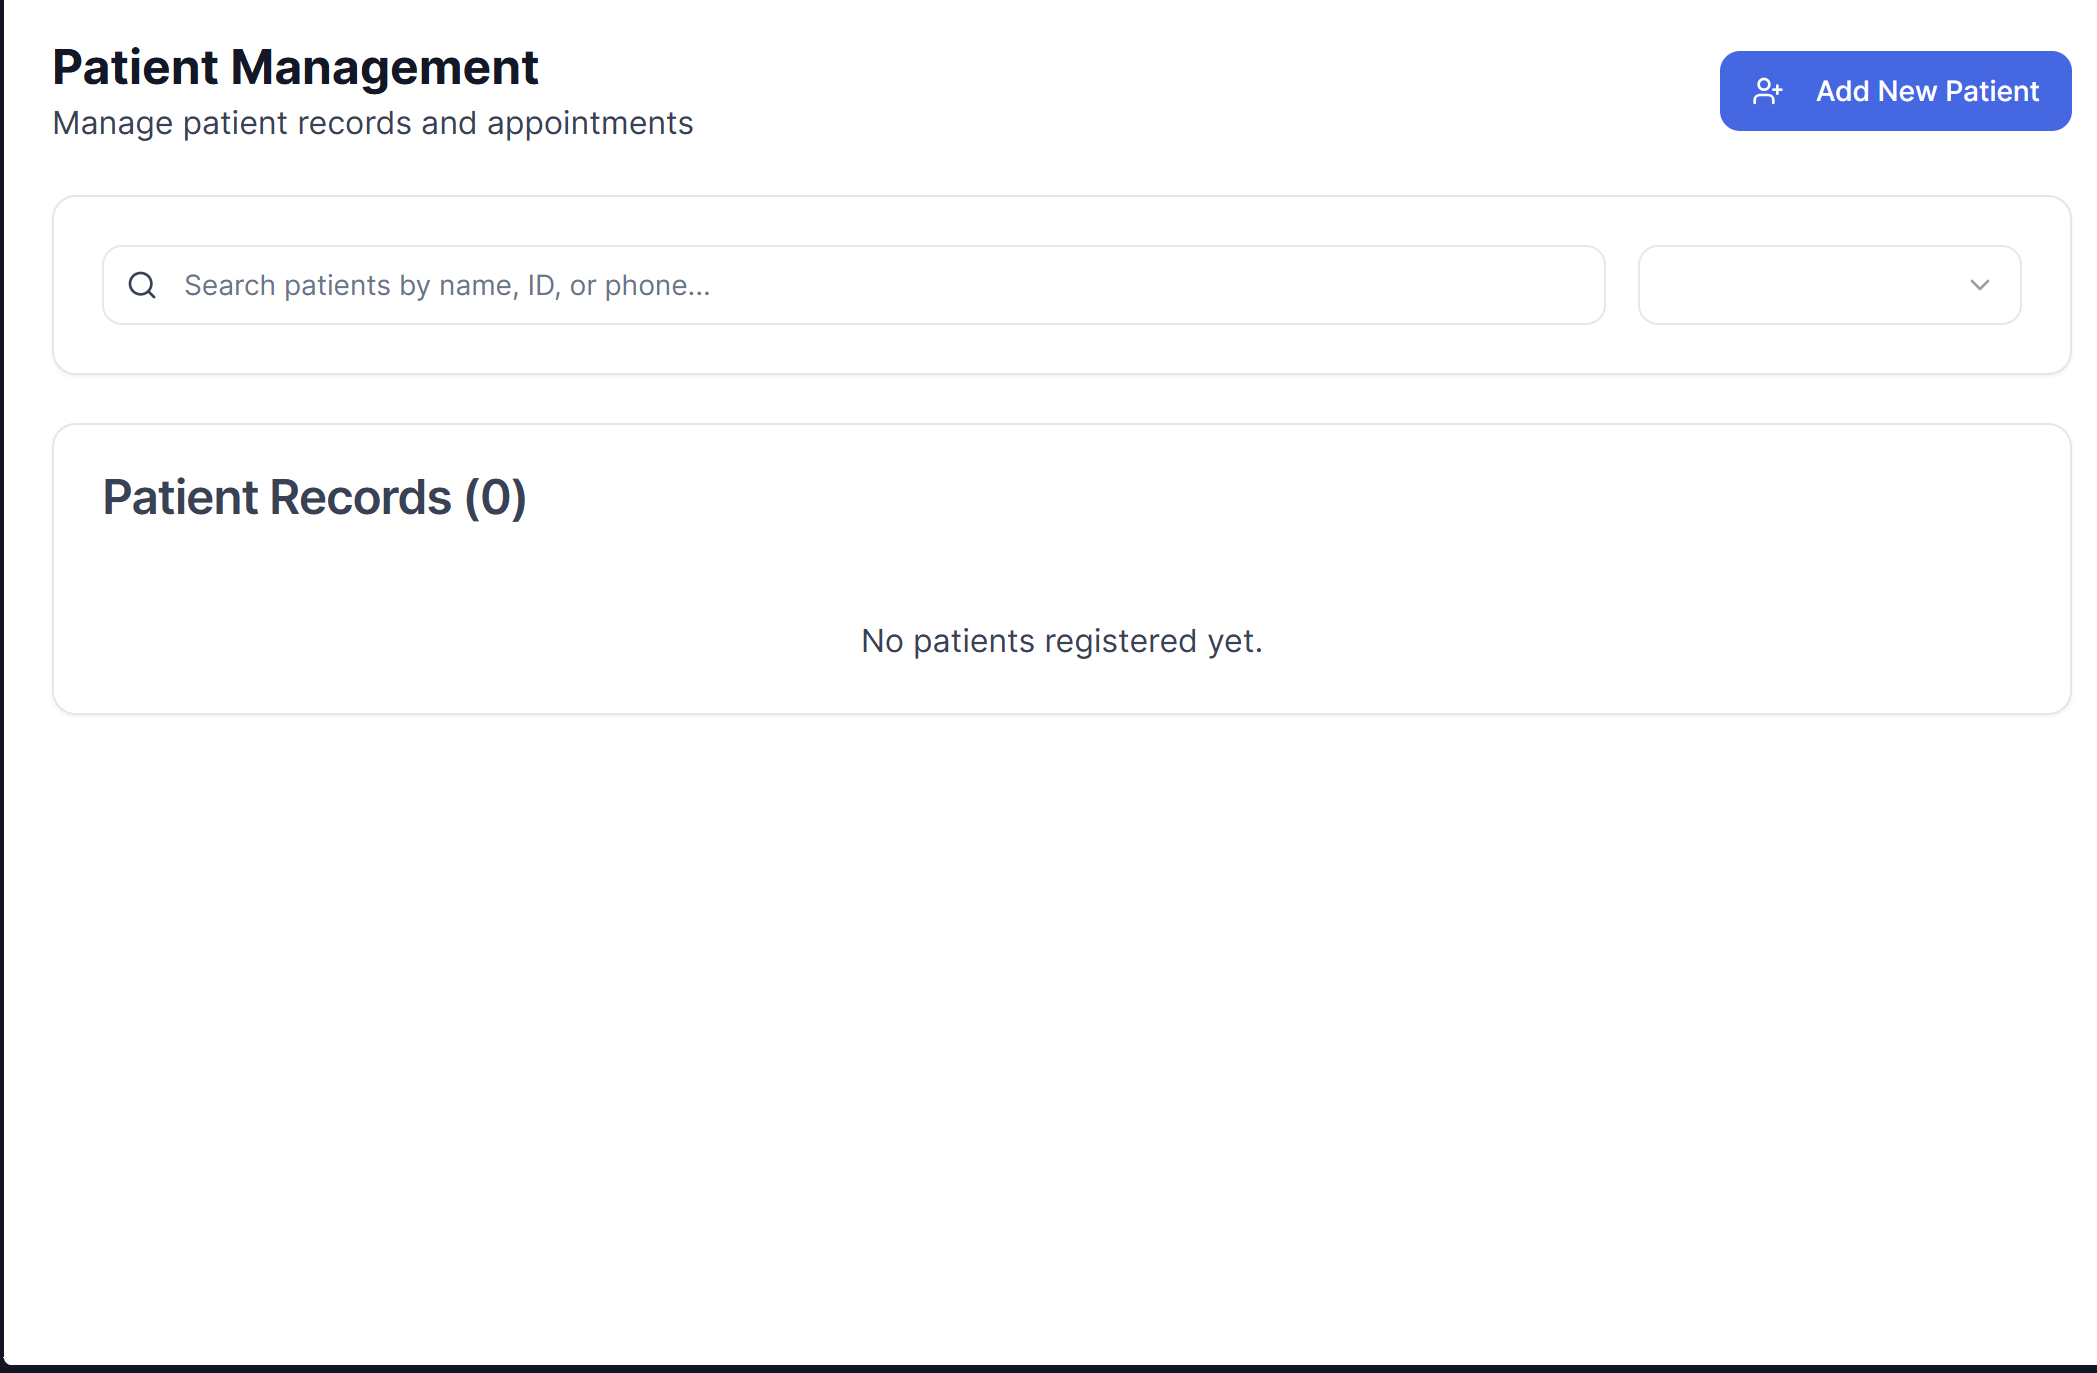 Patient Management
Manage patient records and appointments
Add New Patient
Search patients by name, ID, or phone...
Patient Records (0)
No patients registered yet.